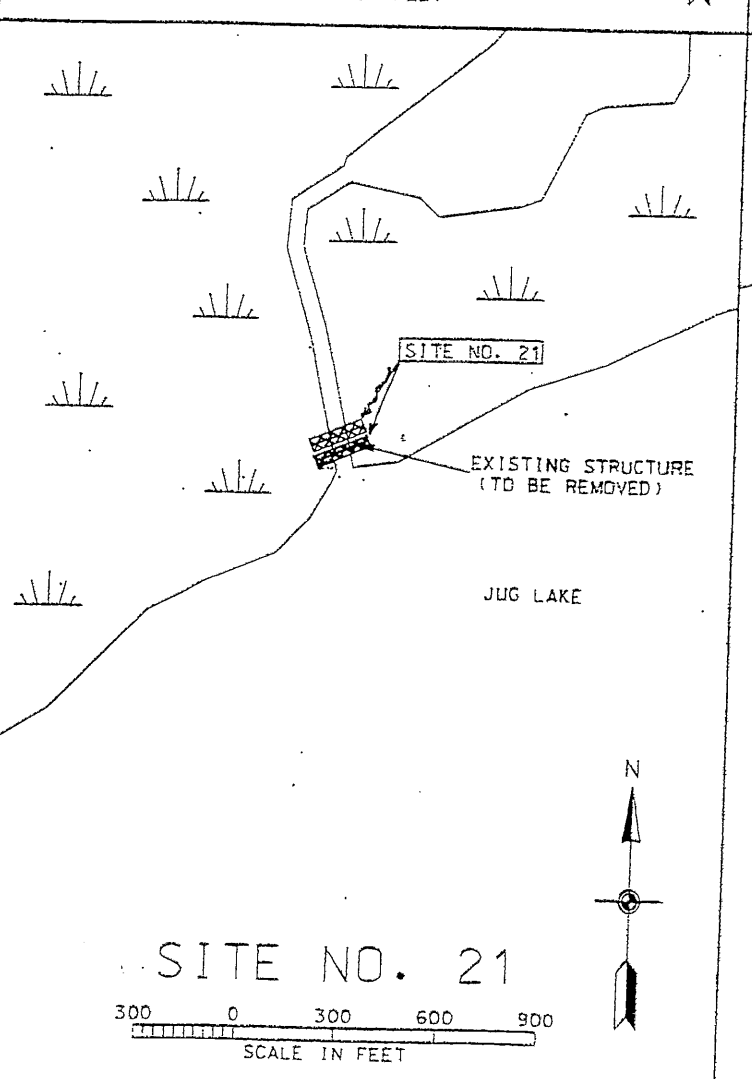 SITE NO. 21
EXISTING STRUCTURE
(TO BE REMOVED)
JUG LAKE
N
SITE NO. 21
300 0 300 600 900
SCALE IN FEET